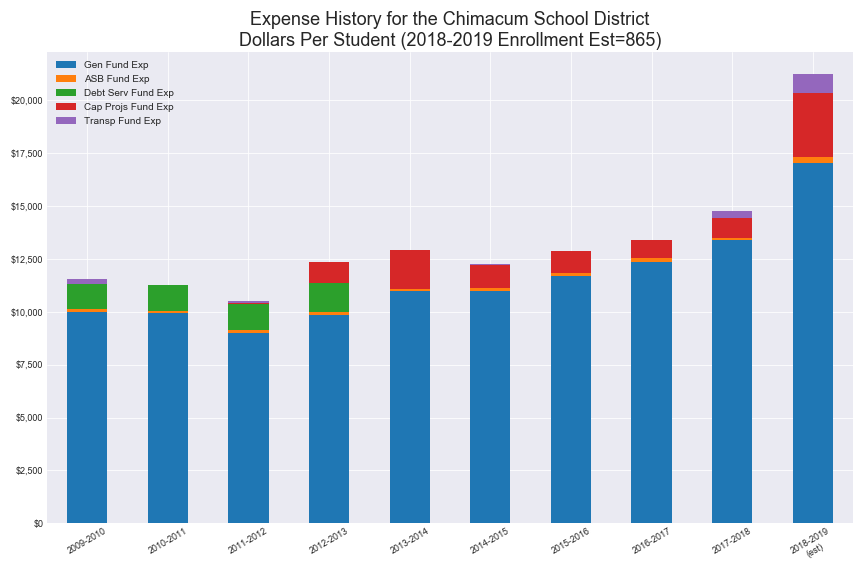 Expense History for the Chimacum School District
Dollars Per Student (2018-2019 Enrollment Est=865)
Gen Fund Exp
ASB Fund Exp
Debt Serv Fund Exp
Cap Projs Fund Exp
Transp Fund Exp
$20,000
$17,500
$15,000
$12,500
$10,000
$7,500
$5,000
$2,500
$0
2009-2010
2010-2011
2011-2012
2012-2013
2013-2014
2014-2015
2015-2016
2016-2017
2017-2018
2018-2019
(est)